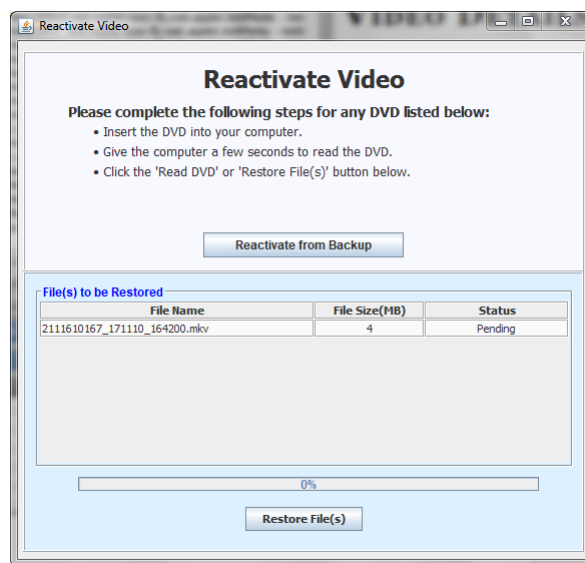 Reactivate Video
VIDEO DETAILS
Reactivate Video
Please complete the following steps for any DVD listed below:
• Insert the DVD into your computer.
• Give the computer a few seconds to read the DVD.
• Click the 'Read DVD' or 'Restore File(s)' button below.
Reactivate from Backup
File(s) to be Restored
File Name File Size(MB) Status
2111610167_171110_164200.mkv 4 Pending
0%
Restore File(s)